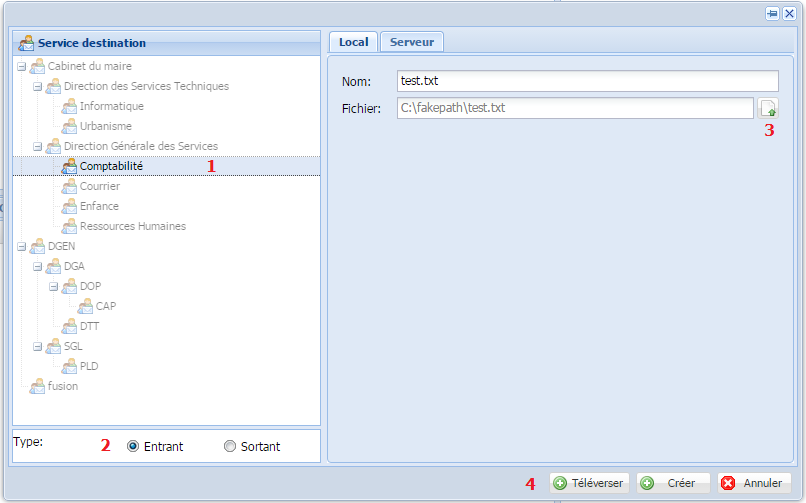 Service destination
Cabinet du maire
Direction des Services Techniques
Informatique
Urbanisme
Direction Générale des Services
Comptabilité 1
Courrier
Enfance
Ressources Humaines
DGEN
DGA
DOP
CAP
DTT
SGL
PLD
fusion
Type: 2 Entrant Sortant
Local Serveur
Nom: test.txt
Fichier: C:\fakepath\test.txt
3
4 Téléverser Créer Annuler